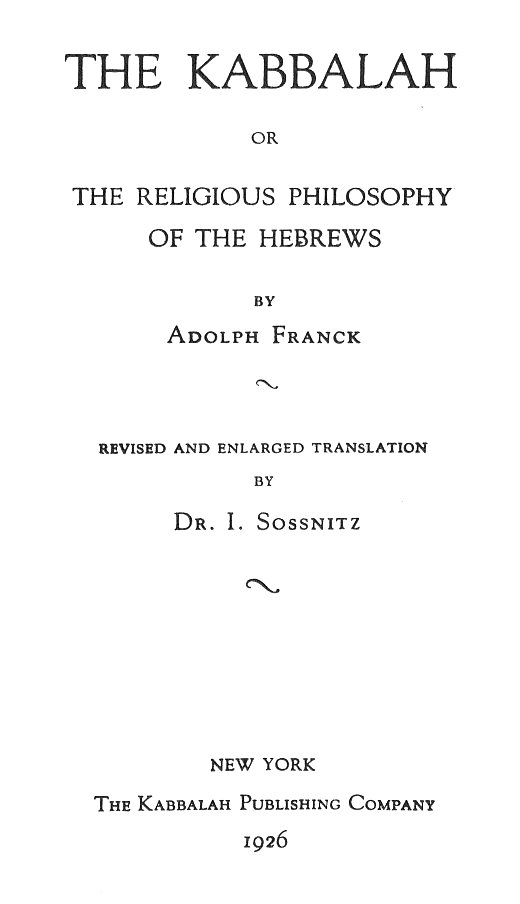 THE KABBALAH
OR
THE RELIGIOUS PHILOSOPHY
OF THE HEBREWS
BY
ADOLPH FRANCK
REVISED AND ENLARGED TRANSLATION
BY
DR. I. SOSSNITZ
NEW YORK
THE KABBALAH PUBLISHING COMPANY
1926